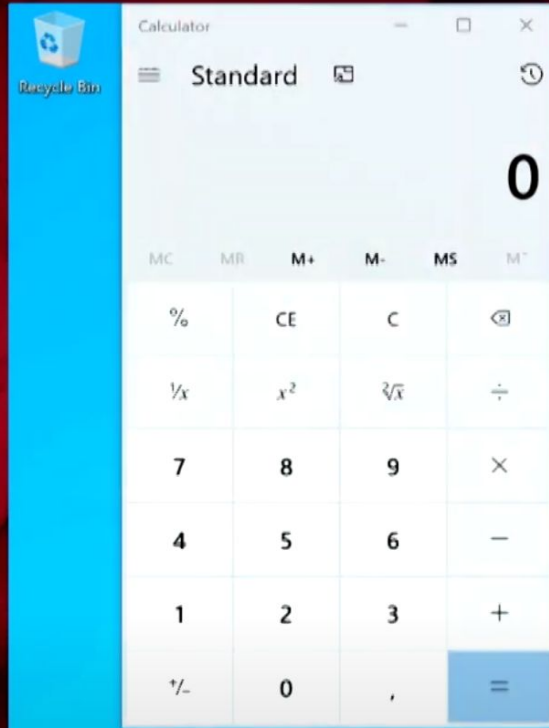 Calculator
Recycle Bin
Standard
0
MC MR M+ M- MS M˅
% CE C
¹/x x² ²√x ÷
7 8 9 ×
4 5 6 −
1 2 3 +
+/− 0 , =